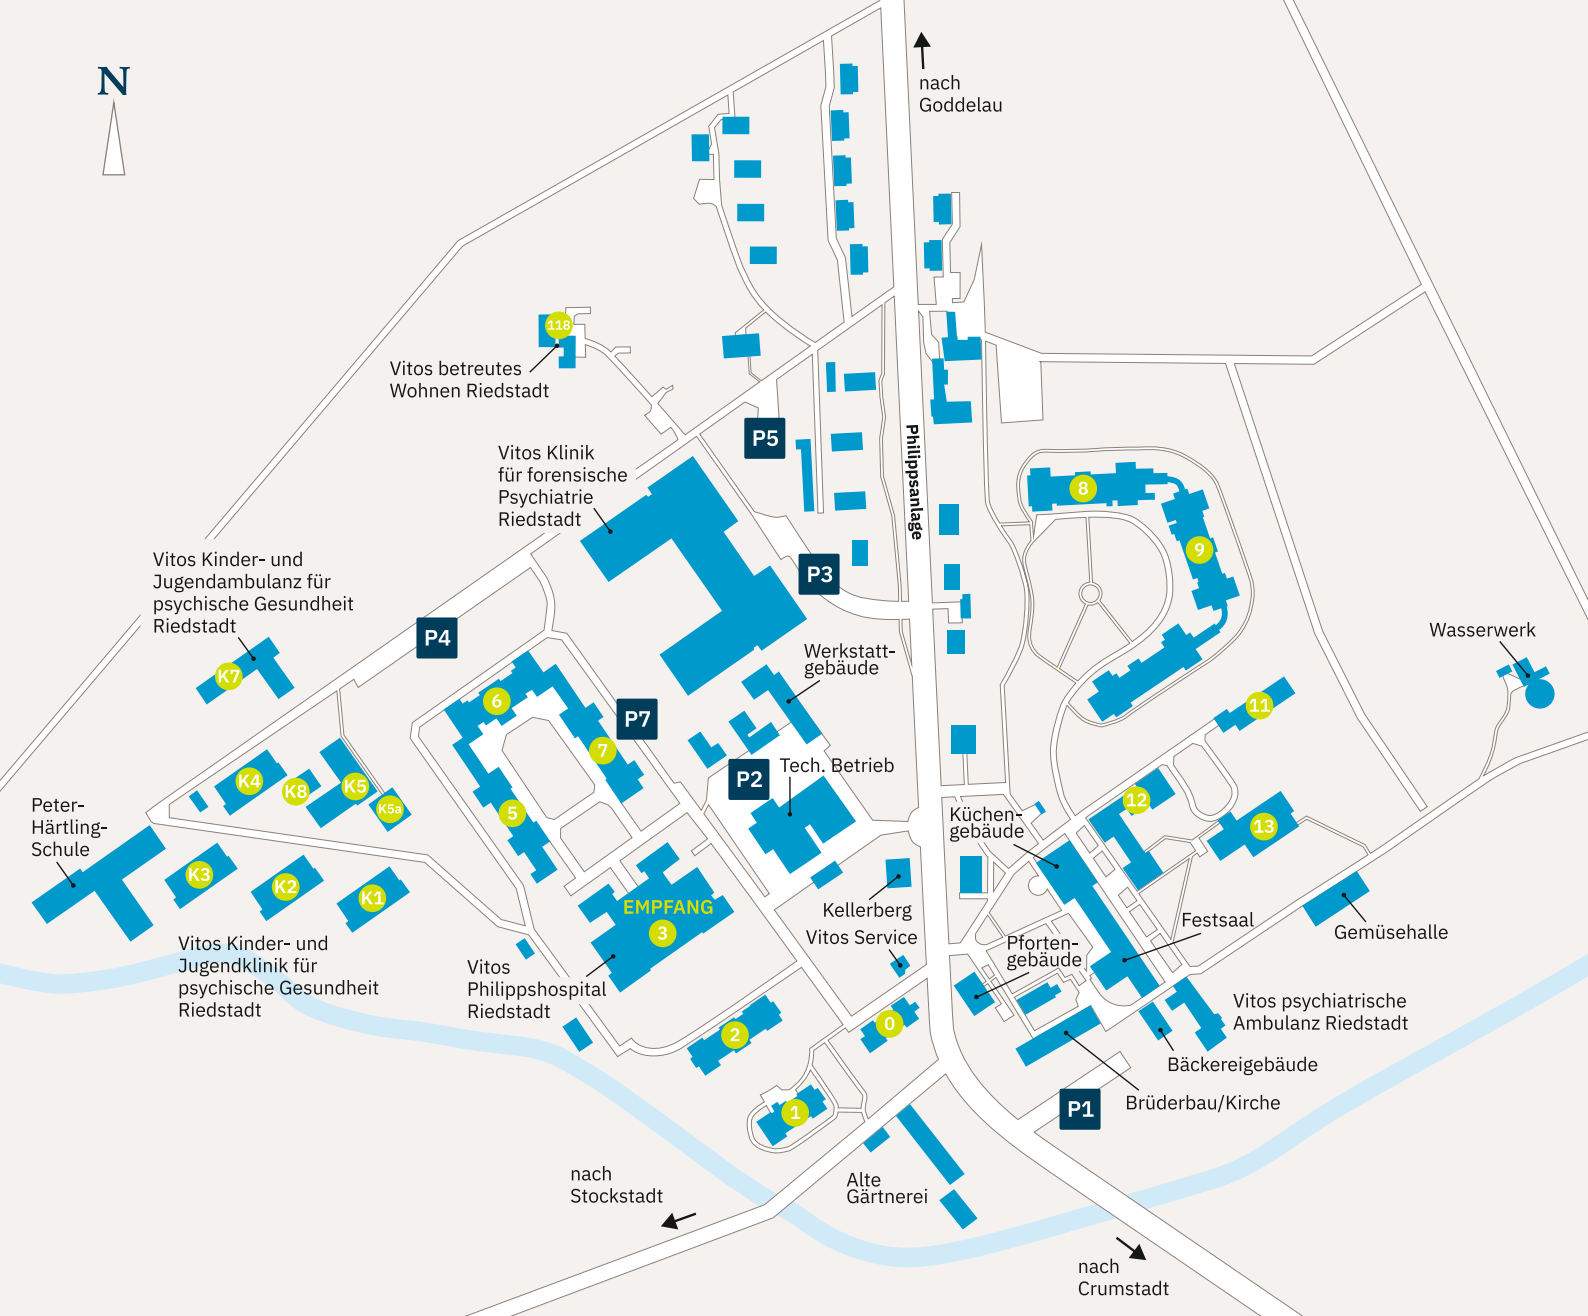 N
nach
Goddelau
118
Vitos betreutes
Wohnen Riedstadt
P5
Philippsanlage
Vitos Klinik
für forensische
Psychiatrie
Riedstadt
8
9
P3
Vitos Kinder- und
Jugendambulanz für
psychische Gesundheit
Riedstadt
K7
P4
Werkstatt-
gebäude
Wasserwerk
6
7
P7
11
5
P2
Tech. Betrieb
12
13
K4
K8
K5
K5a
Peter-
Härtling-
Schule
Küchen-
gebäude
K3
K2
K1
EMPFANG
3
Kellerberg
Vitos Service
Festsaal
Gemüsehalle
Pforten-
gebäude
Vitos Kinder- und
Jugendklinik für
psychische Gesundheit
Riedstadt
Vitos
Philippshospital
Riedstadt
Vitos psychiatrische
Ambulanz Riedstadt
2
0
Bäckereigebäude
Brüderbau/Kirche
1
P1
Alte
Gärtnerei
nach
Stockstadt
nach
Crumstadt